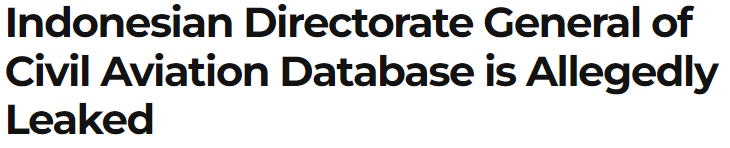 Indonesian Directorate General of
Civil Aviation Database is Allegedly
Leaked